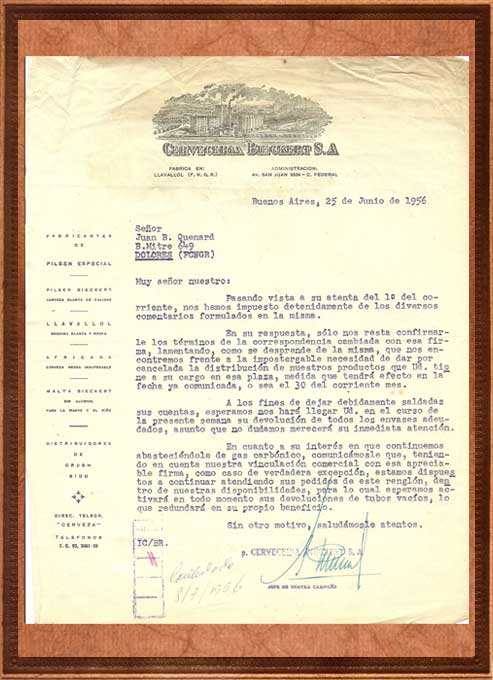 CERVECERIA BIECKERT S.A
FABRICA EN:
LLAVALLOL (F. N. G. R.)
ADMINISTRACION:
AV. SAN JUAN - C. FEDERAL
Buenos Aires, 25 de Junio de 1956
Señor
Juan B. Quenard
B.Mitre 649
DOLORES (FCNGR)
Muy señor nuestro:
Pasando vista a su atenta del 1º del co-
rriente, nos hemos impuesto detenidamente de los diversos
comentarios formulados en la misma.
En su respuesta, sólo nos resta confirmar-
le los términos de la correspondencia cambiada con esa fir-
ma, lamentando, como se desprende de la misma, que nos en-
contremos frente a la impostergable necesidad de dar por
cancelada la distribución de nuestros productos que Ud. tie
ne a su cargo en esa plaza, medida que tendrá efecto en la
fecha ya comunicada, o sea el 30 del corriente mes.
A los fines de dejar debidamente saldadas
sus cuentas, esperamos nos hará llegar Ud. en el curso de
la presente semana su devolución de todos los envases adeu-
dados, asunto que no dudamos merecerá su inmediata atención.
En cuanto a su interés en que continuemos
abasteciéndole de gas carbónico, comunicámosle que, tenien-
do en cuenta nuestra vinculación comercial con esa aprecia-
ble firma, como caso de verdadera excepción, estamos dispues
tos a continuar atendiendo sus pedidos de este renglón, den
tro de nuestras disponibilidades, para lo cual esperamos ac
tivará en todo momento sus devoluciones de tubos vacíos, lo
que redundará en su propio beneficio.
Sin otro motivo, saludámosle atentos.
IC/BR.
p. CERVECERIA BIECKERT S. A.
JEFE DE VENTAS CAMPAÑA
Contestado
3/7/956
FABRICANTES
DE
PILSEN ESPECIAL
PILSEN BIECKERT
CERVEZA BLANCA DE CALIDAD
LLAVALLOL
GENUINA BLANCA Y NEGRA
AFRICANA
CERVEZA NEGRA INIMITABLE
MALTA BIECKERT
SIN ALCOHOL
PARA LA MADRE Y EL NIÑO
DISTRIBUIDORES
DE
CRUSH
BIDU
DIREC. TELEGR.
"CERVEZA"
TELEFONOS